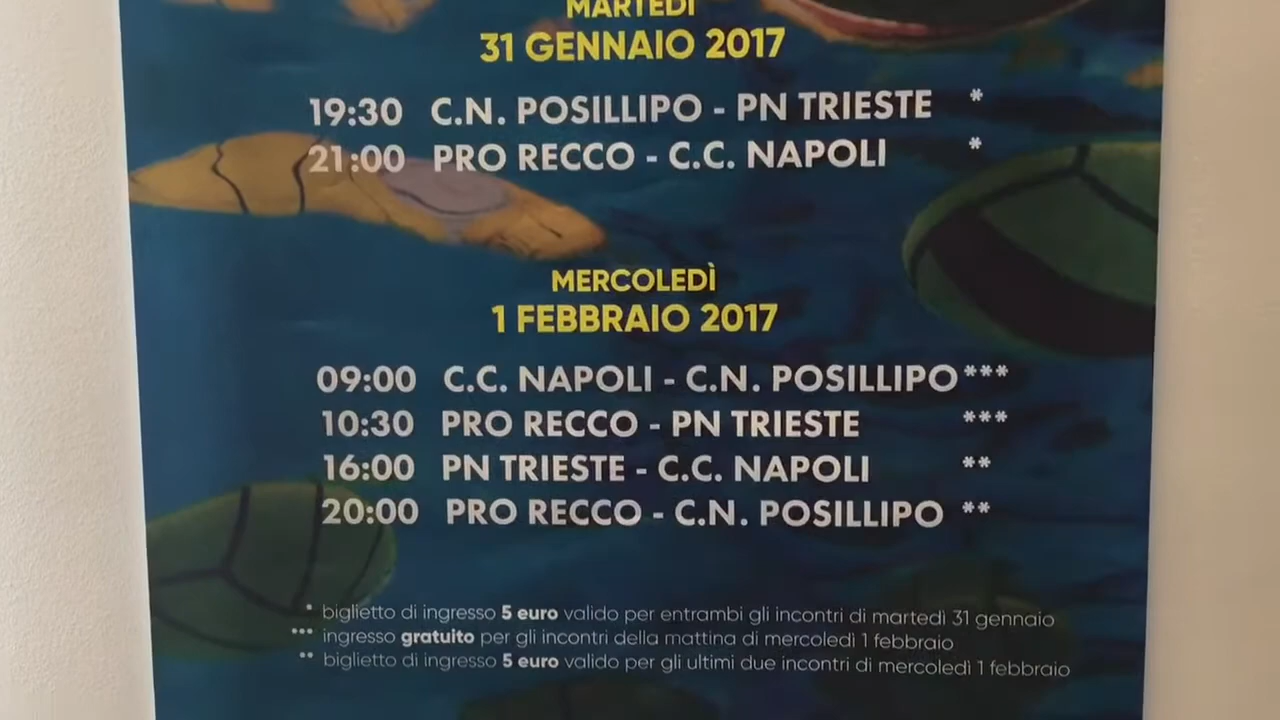 MARTEDÌ
31 GENNAIO 2017
19:30 C.N. POSILLIPO - PN TRIESTE *
21:00 PRO RECCO - C.C. NAPOLI *
MERCOLEDÌ
1 FEBBRAIO 2017
09:00 C.C. NAPOLI - C.N. POSILLIPO ***
10:30 PRO RECCO - PN TRIESTE ***
16:00 PN TRIESTE - C.C. NAPOLI **
20:00 PRO RECCO - C.N. POSILLIPO **
* biglietto di ingresso 5 euro valido per entrambi gli incontri di martedì 31 gennaio
*** ingresso gratuito per gli incontri della mattina di mercoledì 1 febbraio
** biglietto di ingresso 5 euro valido per gli ultimi due incontri di mercoledì 1 febbraio